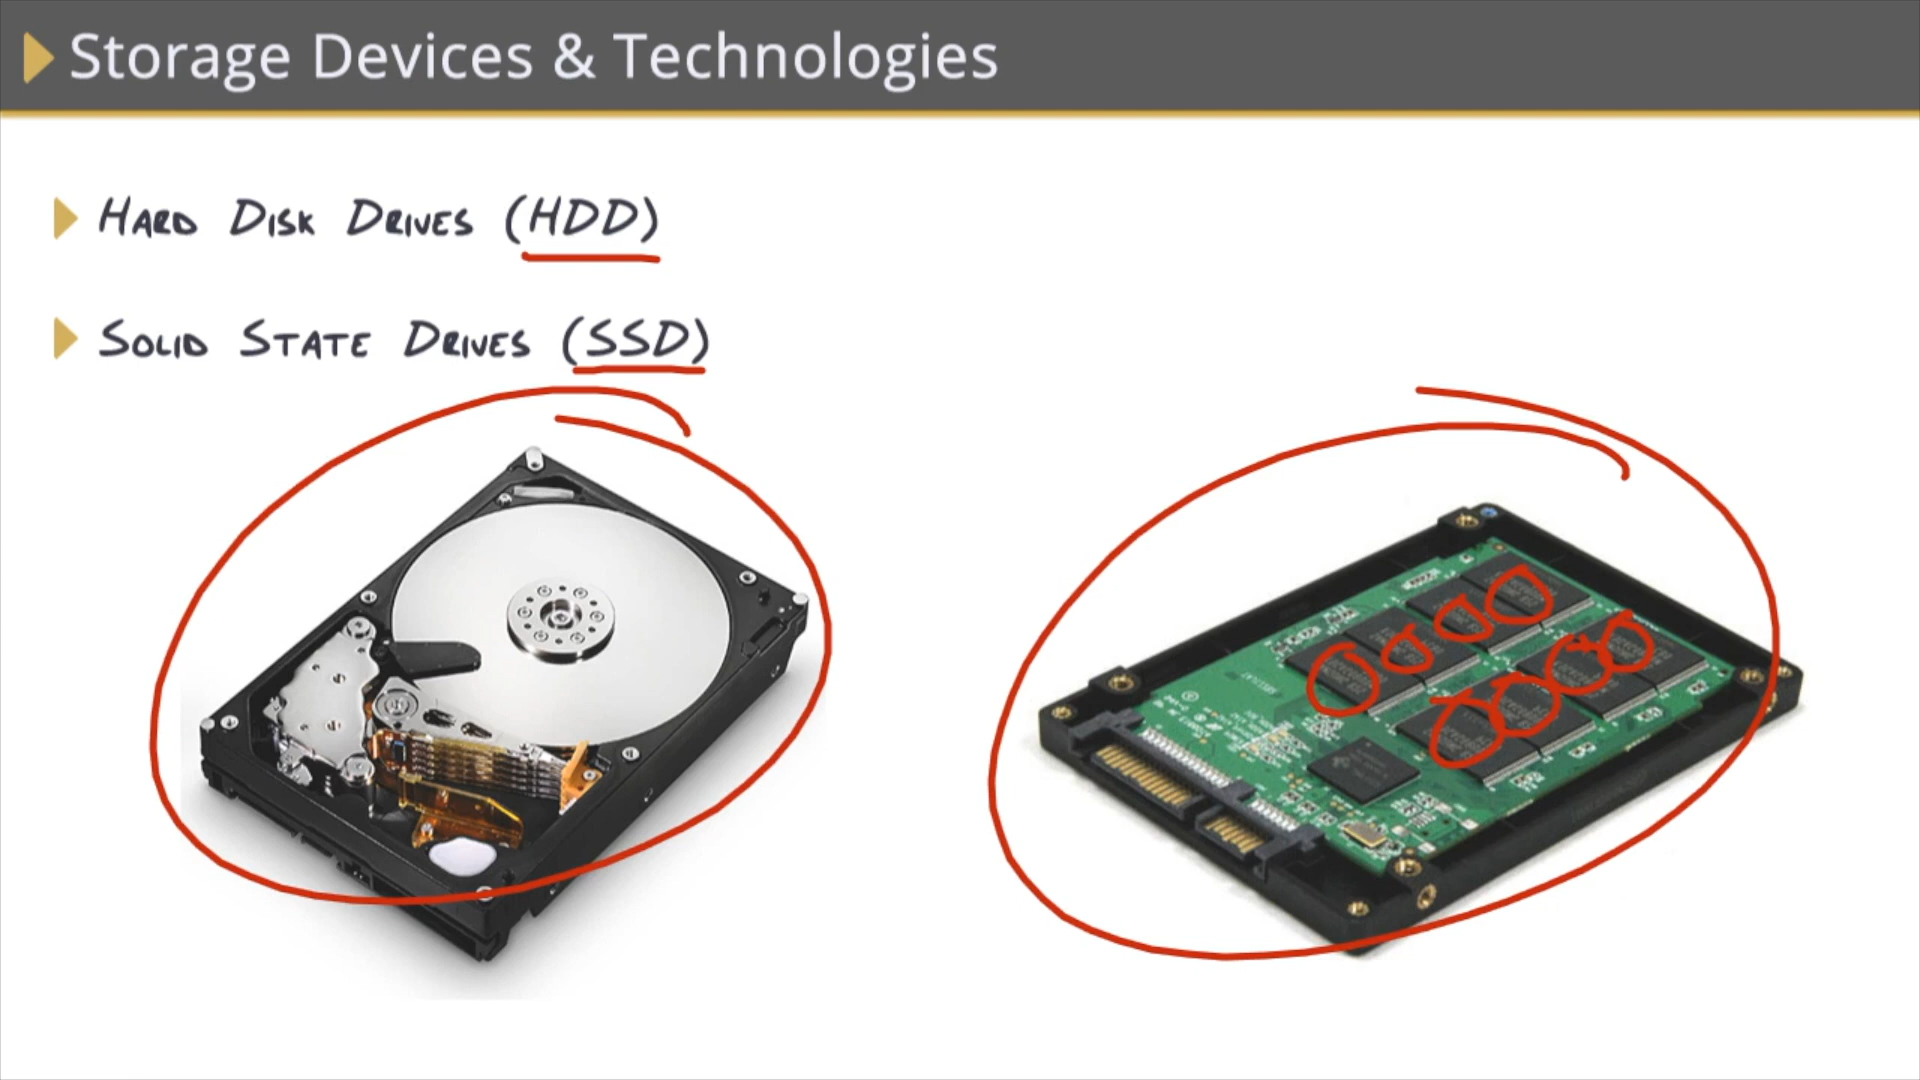 Storage Devices & Technologies
HARD DISK DRIVES (HDD)
SOLID STATE DRIVES (SSD)